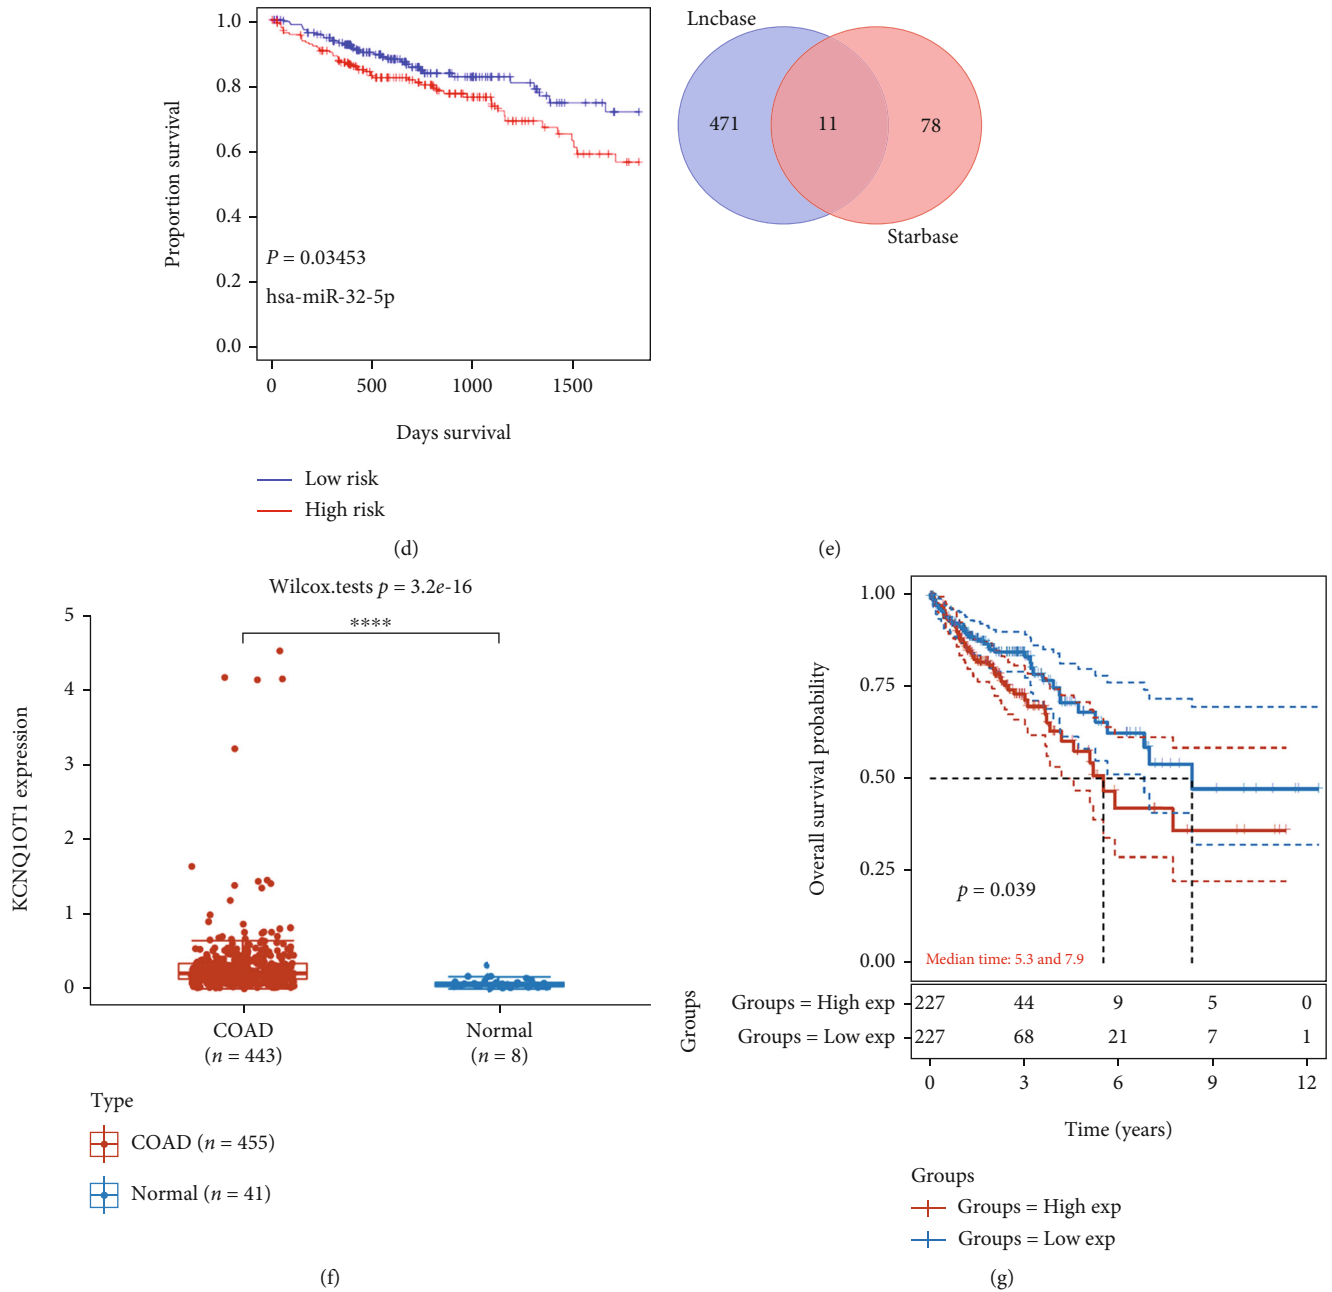 1.0
0.8
0.6
0.4
0.2
0.0
Proportion survival
P = 0.03453
hsa-miR-32-5p
0 500 1000 1500
Days survival
Low risk
High risk
(d)
Lncbase
471 11 78
Starbase
(e)
Wilcox.tests p = 3.2e-16
****
5
4
3
2
1
0
KCNQ1OT1 expression
COAD Normal
(n = 443) (n = 8)
Type
COAD (n = 455)
Normal (n = 41)
(f)
1.00
0.75
0.50
0.25
0.00
Overall survival probability
p = 0.039
Median time: 5.3 and 7.9
Groups
Groups = High exp 227 44 9 5 0
Groups = Low exp 227 68 21 7 1
0 3 6 9 12
Time (years)
Groups
Groups = High exp
Groups = Low exp
(g)